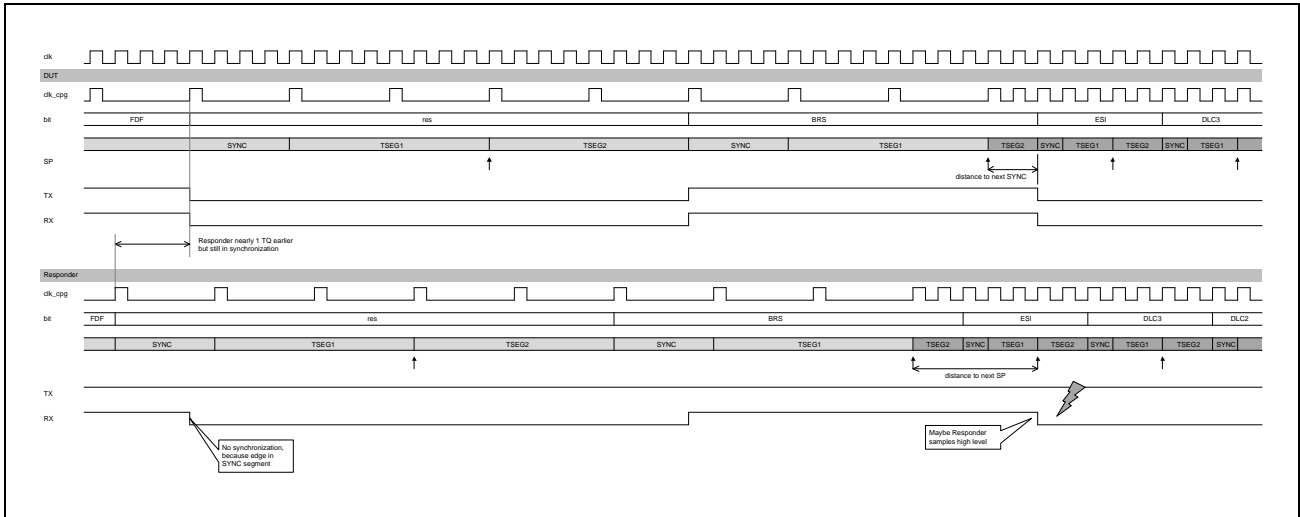 clk
DUT
clk_cpg
bit FDF res BRS ESI DLC3
SYNC TSEG1 TSEG2 SYNC TSEG1 TSEG2 SYNC TSEG1 TSEG2 SYNC TSEG1
SP
distance to next SYNC
TX
RX
Responder nearly 1 TQ earlier
but still in synchronization
Responder
clk_cpg
bit FDF res BRS ESI DLC3 DLC2
SYNC TSEG1 TSEG2 SYNC TSEG1 TSEG2 SYNC TSEG1 TSEG2 SYNC TSEG1 TSEG2 SYNC
SP
distance to next SP
TX
RX
No synchronization,
because edge in
SYNC segment
Maybe Responder
samples high level